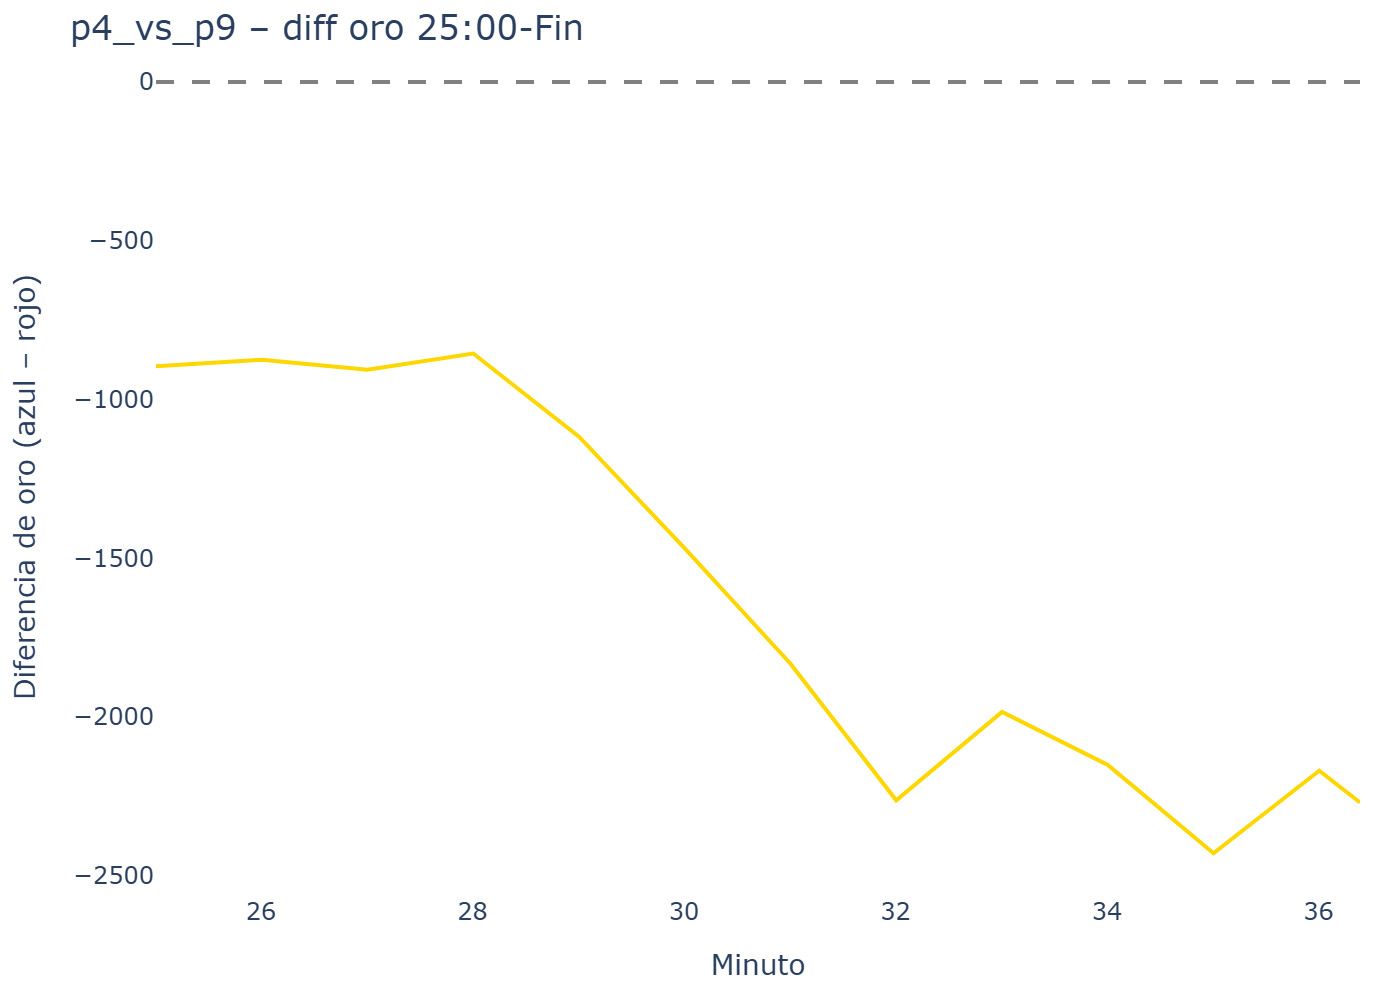 p4_vs_p9 – diff oro 25:00-Fin
0
−500
−1000
−1500
−2000
−2500
Diferencia de oro (azul – rojo)
26 28 30 32 34 36
Minuto